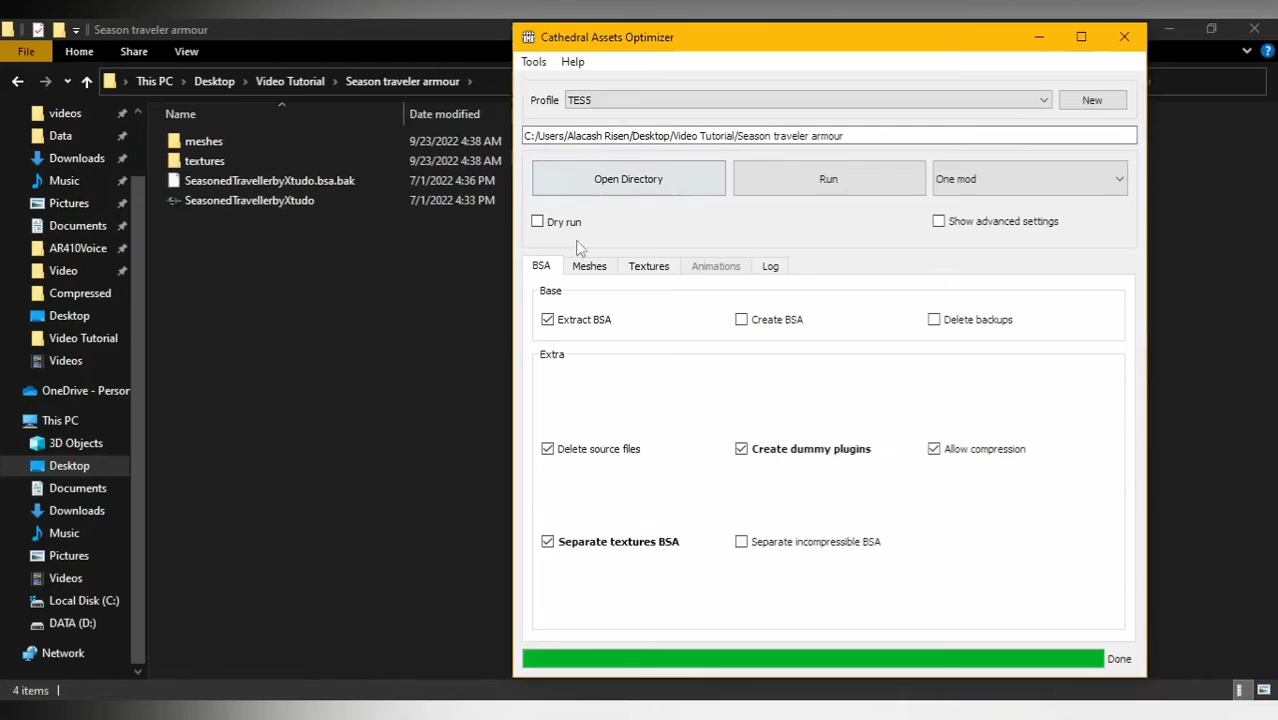 Season traveler armour
File
Home
Share
View
This PC
Desktop
Video Tutorial
Season traveler armour
videos
Data
Downloads
Music
Pictures
Documents
AR410Voice
Video
Compressed
Desktop
Video Tutorial
Videos
OneDrive - Person
This PC
3D Objects
Desktop
Documents
Downloads
Music
Pictures
Videos
Local Disk (C:)
DATA (D:)
Network
4 items
Name
Date modified
meshes
9/23/2022 4:38 AM
textures
9/23/2022 4:38 AM
SeasonedTravellerbyXtudo.bsa.bak
7/1/2022 4:36 PM
SeasonedTravellerbyXtudo
7/1/2022 4:33 PM
Cathedral Assets Optimizer
Tools
Help
Profile
TES5
New
C:/Users/Alacash Risen/Desktop/Video Tutorial/Season traveler armour
Open Directory
Run
One mod
Dry run
Show advanced settings
BSA
Meshes
Textures
Animations
Log
Base
Extract BSA
Create BSA
Delete backups
Extra
Delete source files
Create dummy plugins
Allow compression
Separate textures BSA
Separate incompressible BSA
Done